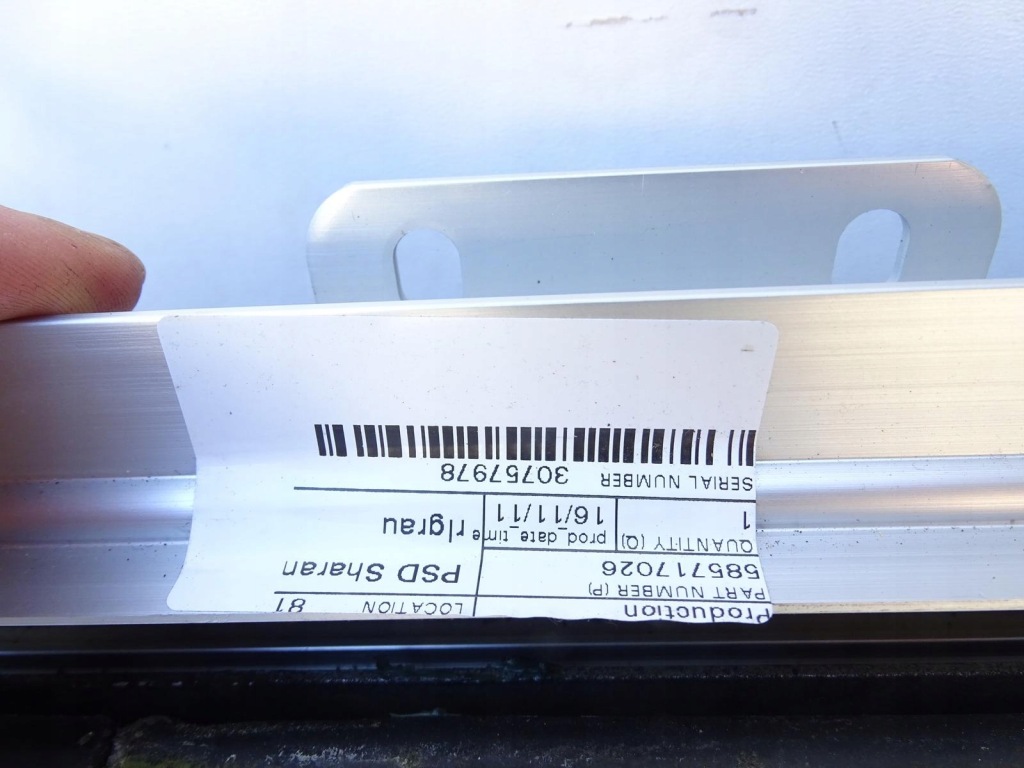 Production
LOCATION 81
PART NUMBER (P)
585717026
PSD Sharan
QUANTITY (Q)
1
prod_date_time
16/11/11
rlgrau
SERIAL NUMBER 30757978